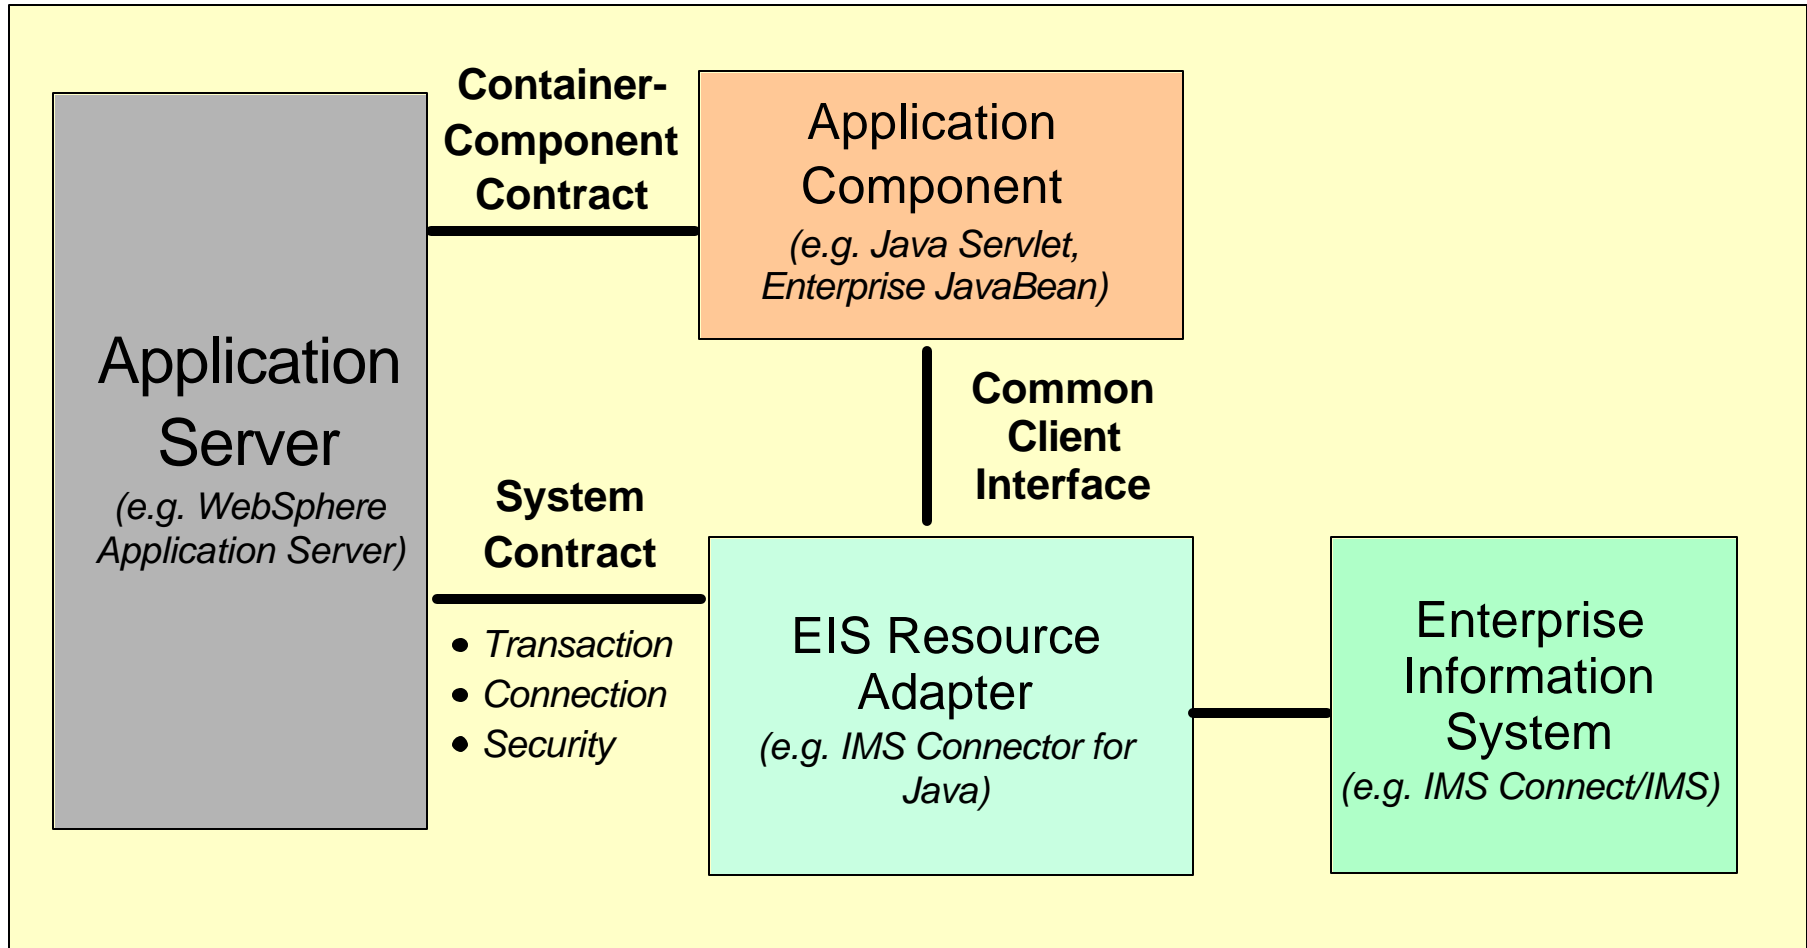 Application
Server
(e.g. WebSphere
Application Server)
Container-
Component
Contract
Application
Component
(e.g. Java Servlet,
Enterprise JavaBean)
Common
Client
Interface
System
Contract
• Transaction
• Connection
• Security
EIS Resource
Adapter
(e.g. IMS Connector for
Java)
Enterprise
Information
System
(e.g. IMS Connect/IMS)